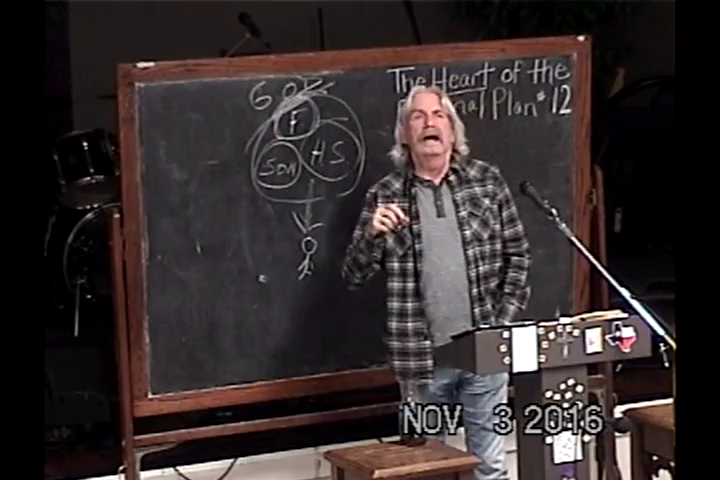 The Heart of the
Plan # 12
GOD
F
SON
H S
NOV 3 2016